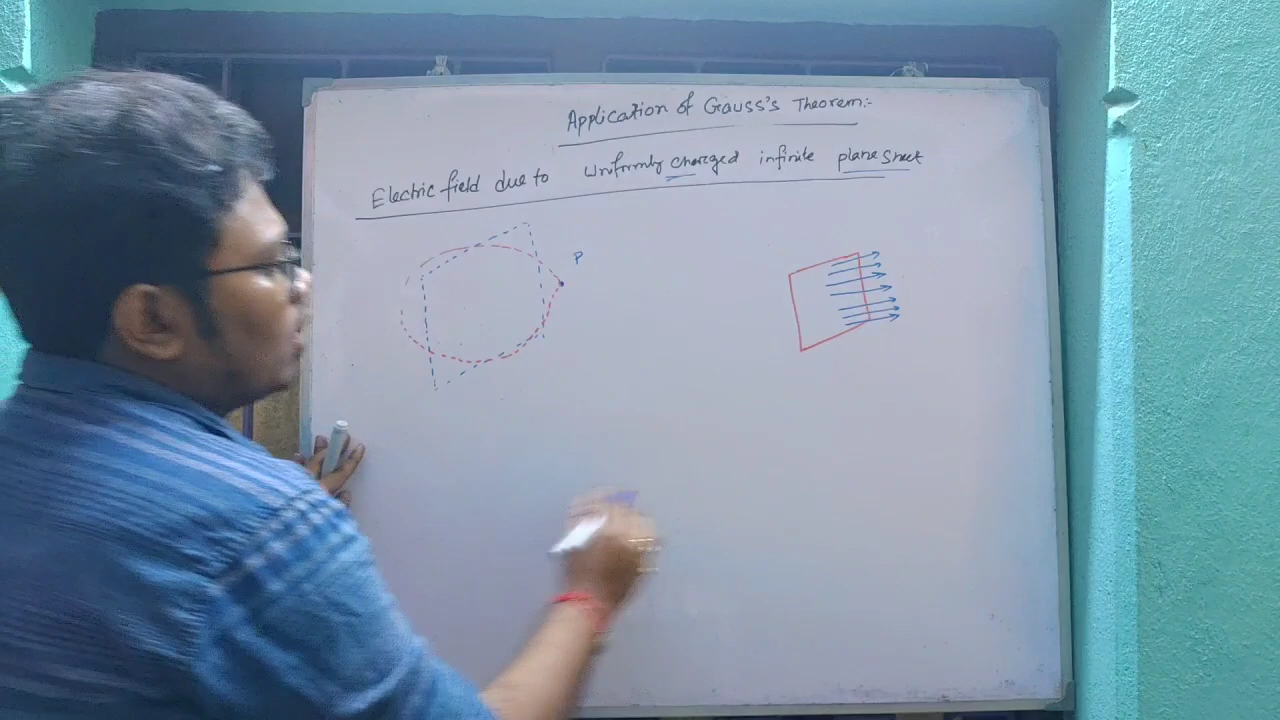 Application of Gauss's Theorem:-
Electric field due to Uniformly charged infinite plane sheet
P